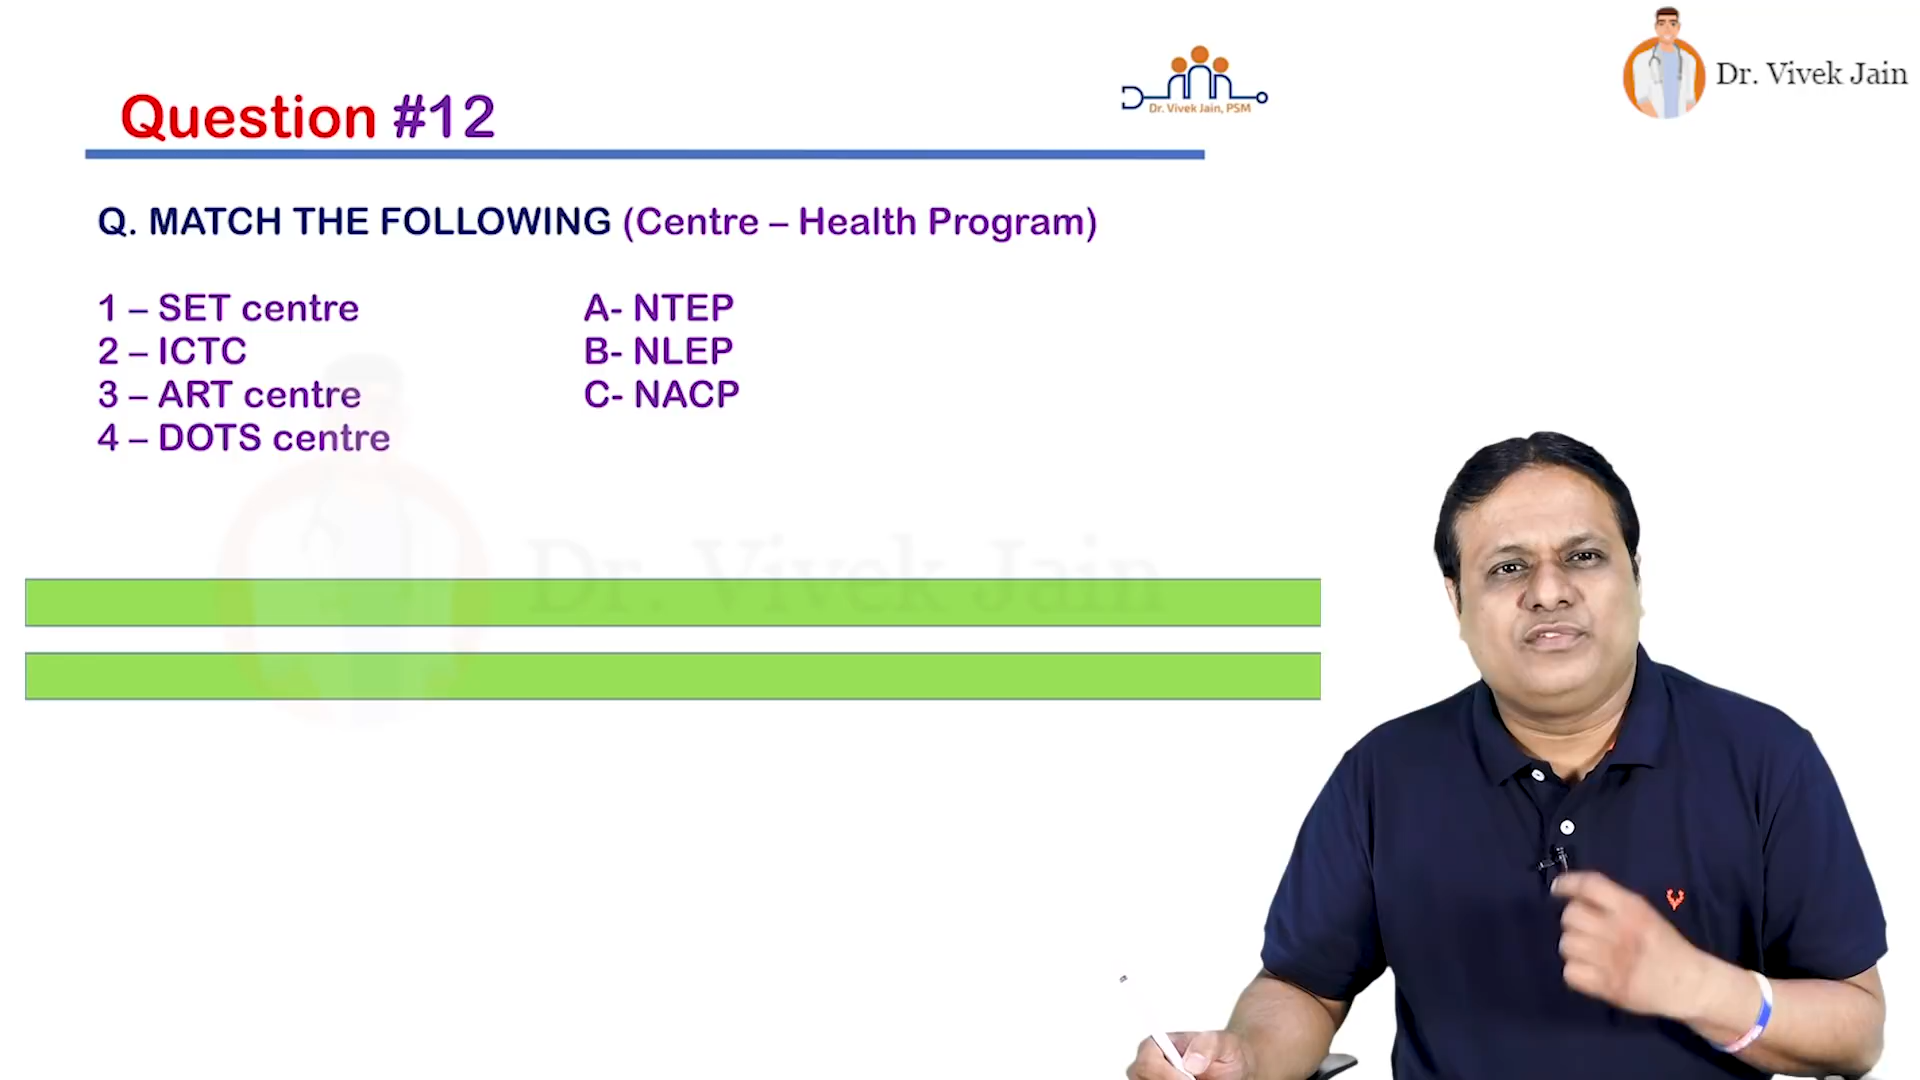 Dr. Vivek Jain
Dr. Vivek Jain, PSM
Question #12
Q. MATCH THE FOLLOWING (Centre – Health Program)
1 – SET centre A- NTEP
2 – ICTC B- NLEP
3 – ART centre C- NACP
4 – DOTS centre
Dr. Vivek Jain